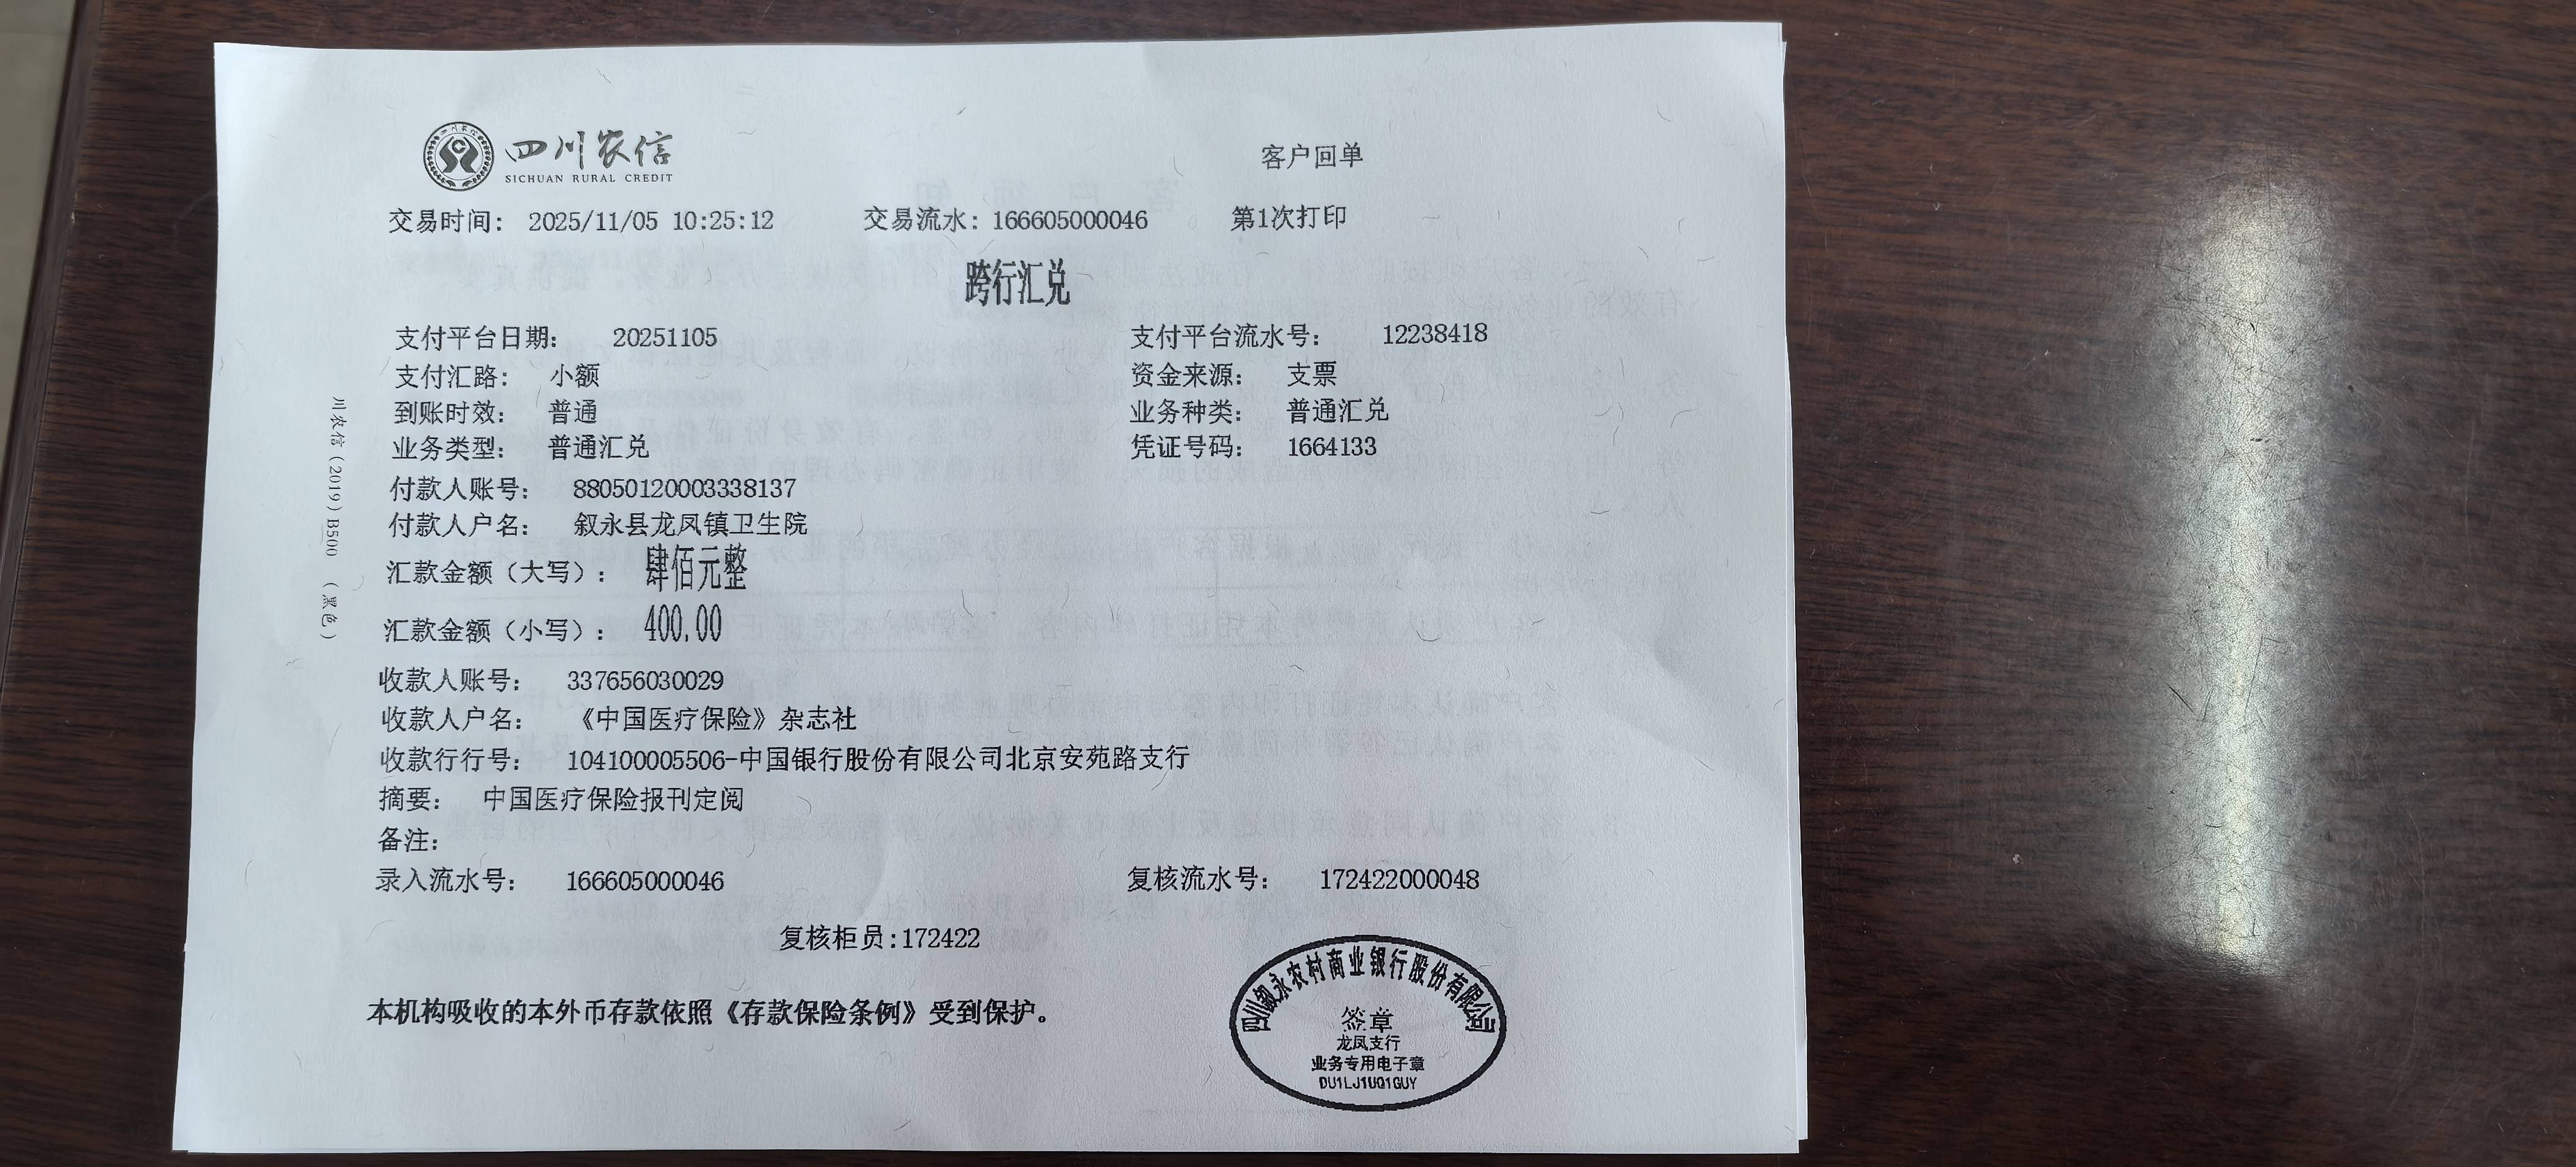 四川农信
SICHUAN RURAL CREDIT
客户回单
交易时间: 2025/11/05 10:25:12 交易流水: 166605000046 第1次打印
跨行汇兑
支付平台日期: 20251105 支付平台流水号: 12238418
支付汇路: 小额 资金来源: 支票
到账时效: 普通 业务种类: 普通汇兑
业务类型: 普通汇兑 凭证号码: 1664133
付款人账号: 88050120003338137
付款人户名: 叙永县龙凤镇卫生院
汇款金额（大写）: 肆佰元整
汇款金额（小写）: 400.00
收款人账号: 337656030029
收款人户名: 《中国医疗保险》杂志社
收款行行号: 104100005506-中国银行股份有限公司北京安苑路支行
摘要: 中国医疗保险报刊定阅
备注:
录入流水号: 166605000046 复核流水号: 172422000048
复核柜员:172422
本机构吸收的本外币存款依照《存款保险条例》受到保护。
四川叙永农村商业银行股份有限公司
签章
龙凤支行
业务专用电子章
DU1LJ1UQ1GUY
川农信（2019）B500 （黑色）